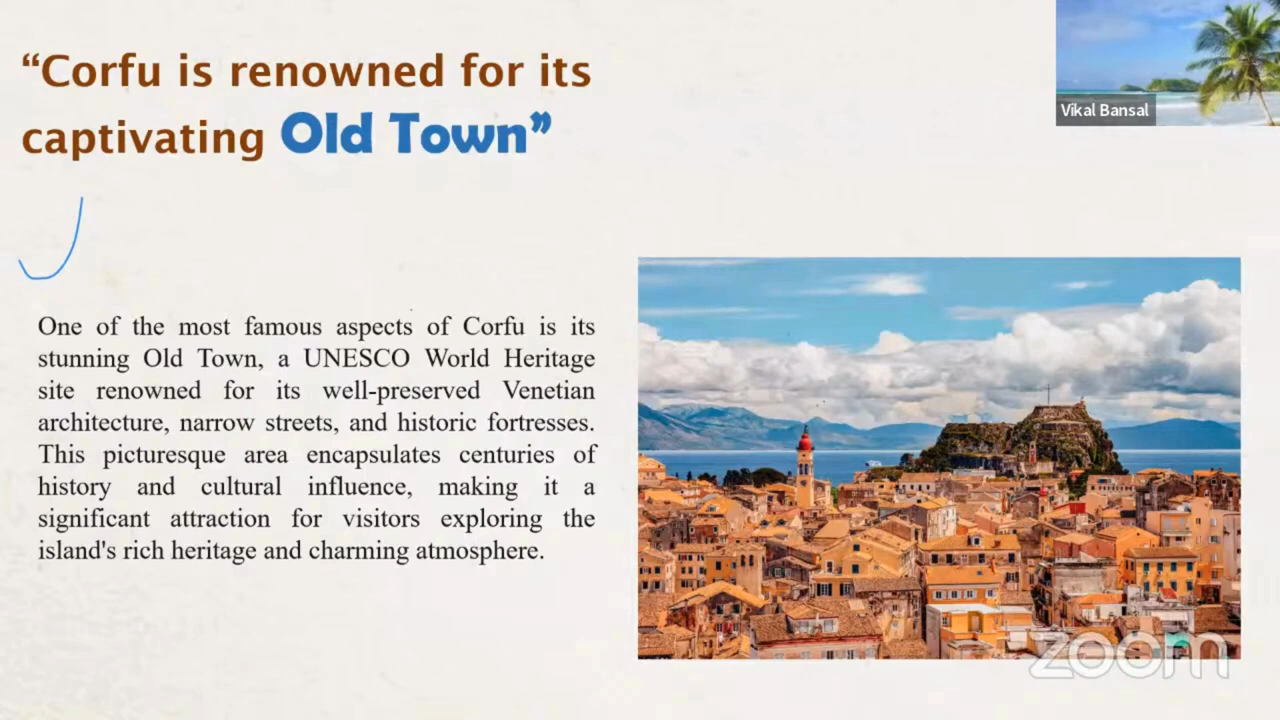 “Corfu is renowned for its
captivating Old Town”
Vikal Bansal
One of the most famous aspects of Corfu is its
stunning Old Town, a UNESCO World Heritage
site renowned for its well-preserved Venetian
architecture, narrow streets, and historic fortresses.
This picturesque area encapsulates centuries of
history and cultural influence, making it a
significant attraction for visitors exploring the
island's rich heritage and charming atmosphere.
zoom